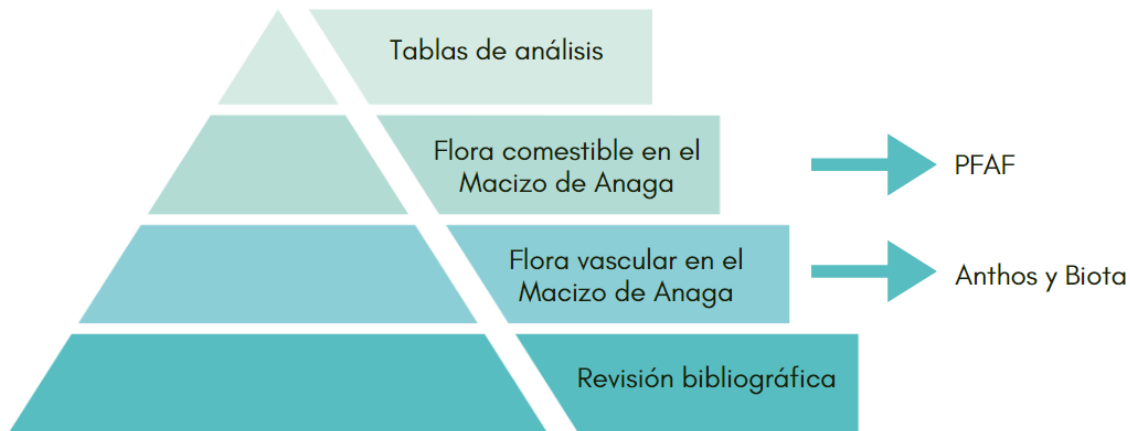 Tablas de análisis
Flora comestible en el
Macizo de Anaga
PFAF
Flora vascular en el
Macizo de Anaga
Anthos y Biota
Revisión bibliográfica